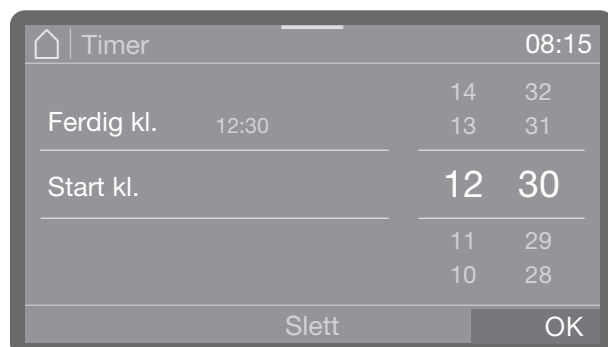 Timer 08:15
14 32
Ferdig kl. 12:30 13 31
Start kl. 12 30
11 29
10 28
Slett OK